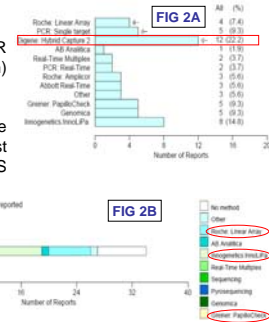 FIG 2A
All (%)
Roche: Linear Array 4 (7.4)
PCR: Single target 5 (9.3)
Digene: Hybrid Capture 2 12 (22.2)
AB Analitica 1 (1.9)
Real-Time Multiplex 2 (3.7)
PCR: Real-Time 2 (3.7)
Roche: Amplicor 3 (5.6)
Abbott Real-Time 3 (5.6)
Other 3 (5.6)
Greiner: PapilloCheck 5 (9.3)
Genomica 5 (9.3)
Innogenetics:InnoLiPa 8 (14.8)
0 4 8 12 16 20
Number of Reports
R
)
e
st
S
reported
FIG 2B
16 24 32 40
Number of Reports
No method
Other
Roche: Linear Array
AB Analitica
Innogenetics:InnoLiPa
Real-Time Multiplex
Sequencing
Pyrosequencing
Genomica
Greiner: PapilloCheck